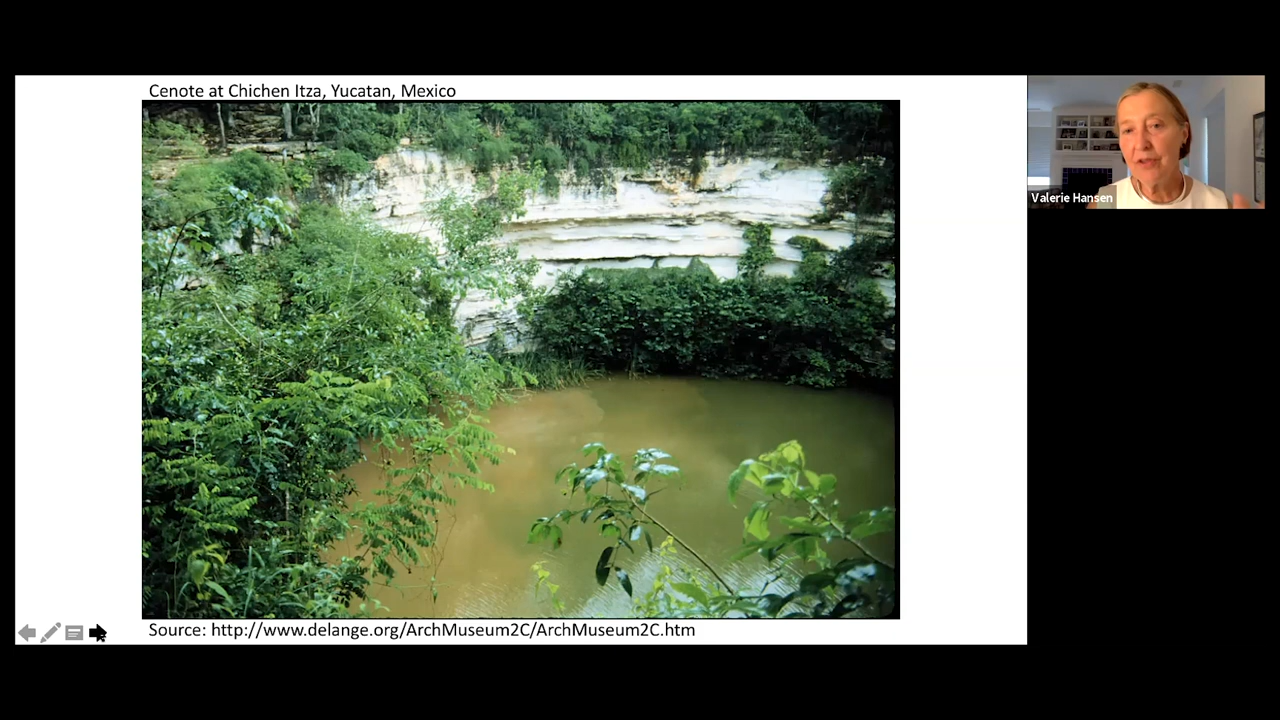 Cenote at Chichen Itza, Yucatan, Mexico
Valerie Hansen
Source: http://www.delange.org/ArchMuseum2C/ArchMuseum2C.htm